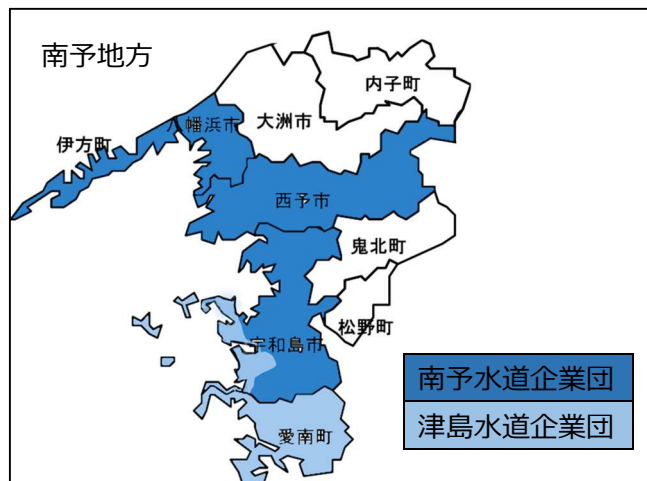 南予地方
内子町
大洲市
八幡浜市
伊方町
西予市
鬼北町
松野町
宇和島市
南予水道企業団
津島水道企業団
愛南町